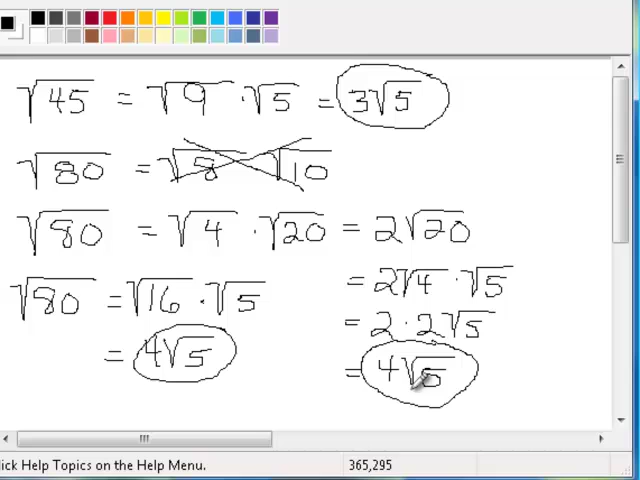 √45 = √9 · √5 = 3√5
√80 = √8 √10
√80 = √4 · √20 = 2√20
= 2√4 · √5
= 2 · 2√5
= 4√5
√80 = √16 · √5
= 4√5
lick Help Topics on the Help Menu.
365,295